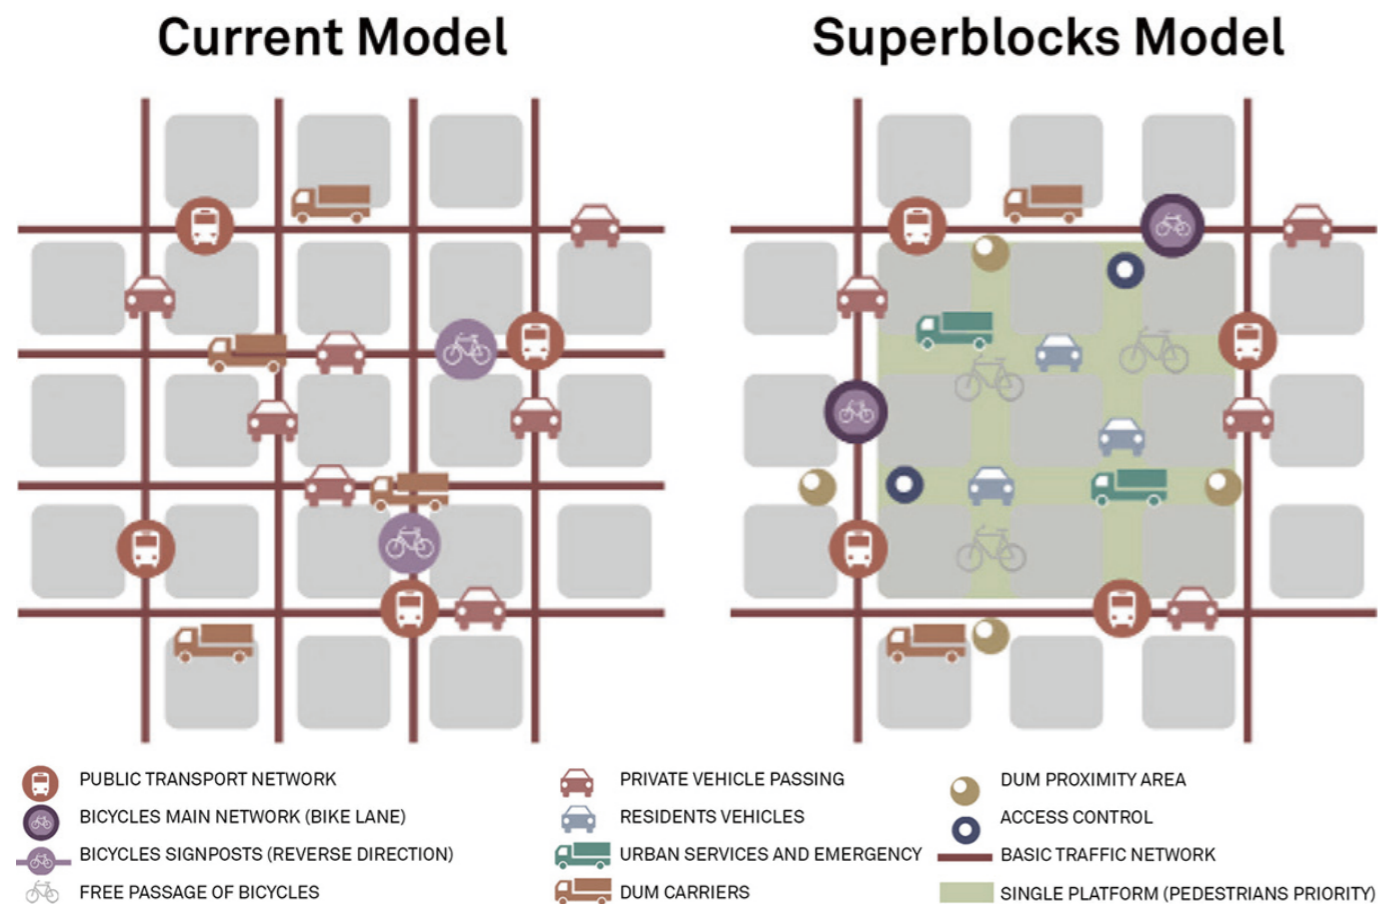 Current Model
Superblocks Model
PUBLIC TRANSPORT NETWORK
BICYCLES MAIN NETWORK (BIKE LANE)
BICYCLES SIGNPOSTS (REVERSE DIRECTION)
FREE PASSAGE OF BICYCLES
PRIVATE VEHICLE PASSING
RESIDENTS VEHICLES
URBAN SERVICES AND EMERGENCY
DUM CARRIERS
DUM PROXIMITY AREA
ACCESS CONTROL
BASIC TRAFFIC NETWORK
SINGLE PLATFORM (PEDESTRIANS PRIORITY)